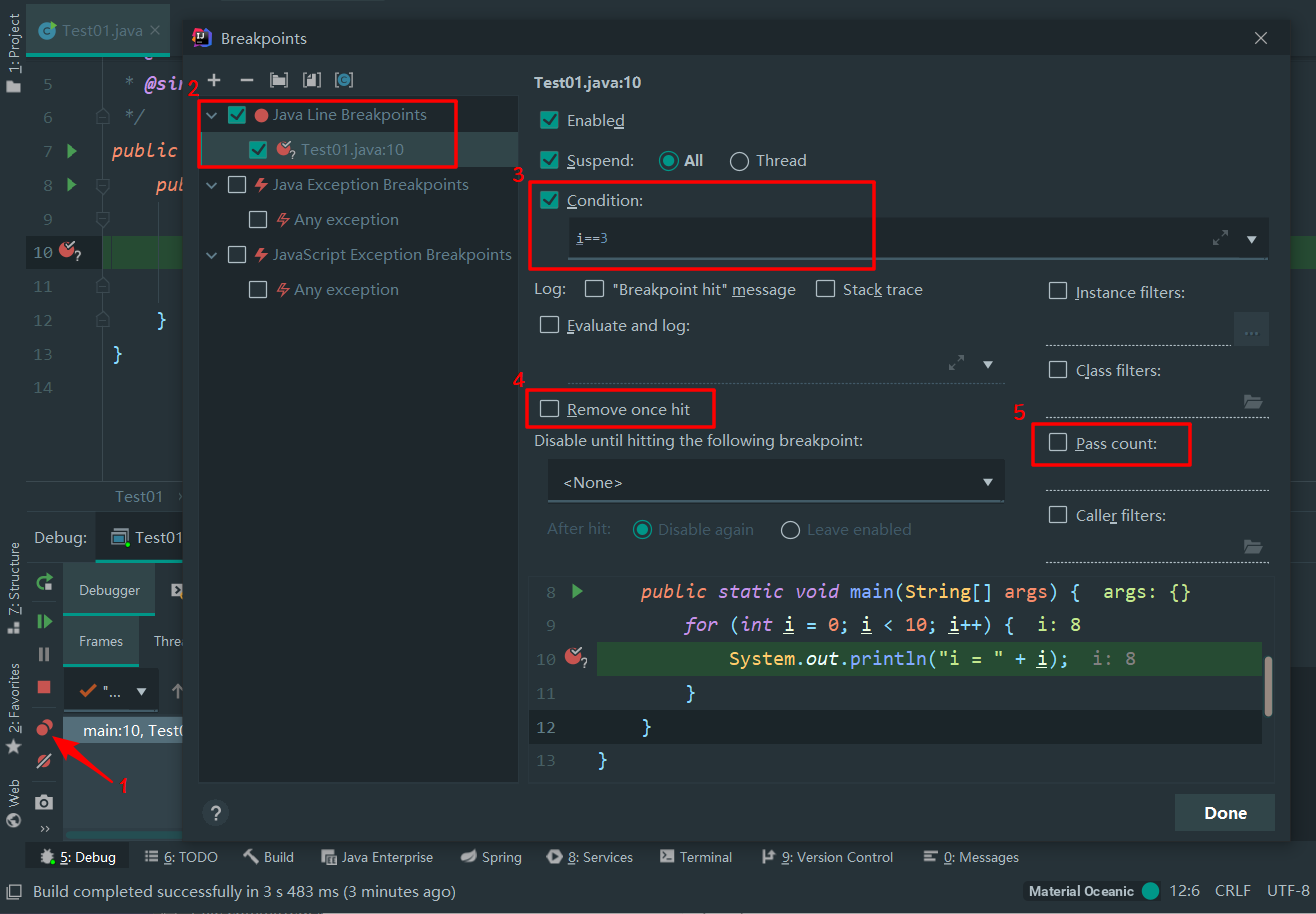 1: Project
Test01.java
Breakpoints
2
Test01.java:10
5 * @sin
Java Line Breakpoints
Enabled
6 */
Test01.java:10
Suspend: All Thread
7 public
Java Exception Breakpoints
3
8 pub
Condition:
9
Any exception
i==3
10
JavaScript Exception Breakpoints
11
Any exception
Log: "Breakpoint hit" message Stack trace
Instance filters:
12 }
Evaluate and log:
...
13 }
Class filters:
14
4
Remove once hit
5
Disable until hitting the following breakpoint:
Pass count:
<None>
Test01
Caller filters:
After hit: Disable again Leave enabled
Debug: Test01
Z: Structure
Debugger
8 public static void main(String[] args) { args: {}
9 for (int i = 0; i < 10; i++) { i: 8
Frames Thre
10 System.out.println("i = " + i); i: 8
"...
11 }
2: Favorites
main:10, Test0
12 }
13 }
1
Web
?
Done
5: Debug 6: TODO Build Java Enterprise Spring 8: Services Terminal 9: Version Control 0: Messages
Build completed successfully in 3 s 483 ms (3 minutes ago)
Material Oceanic 12:6 CRLF UTF-8